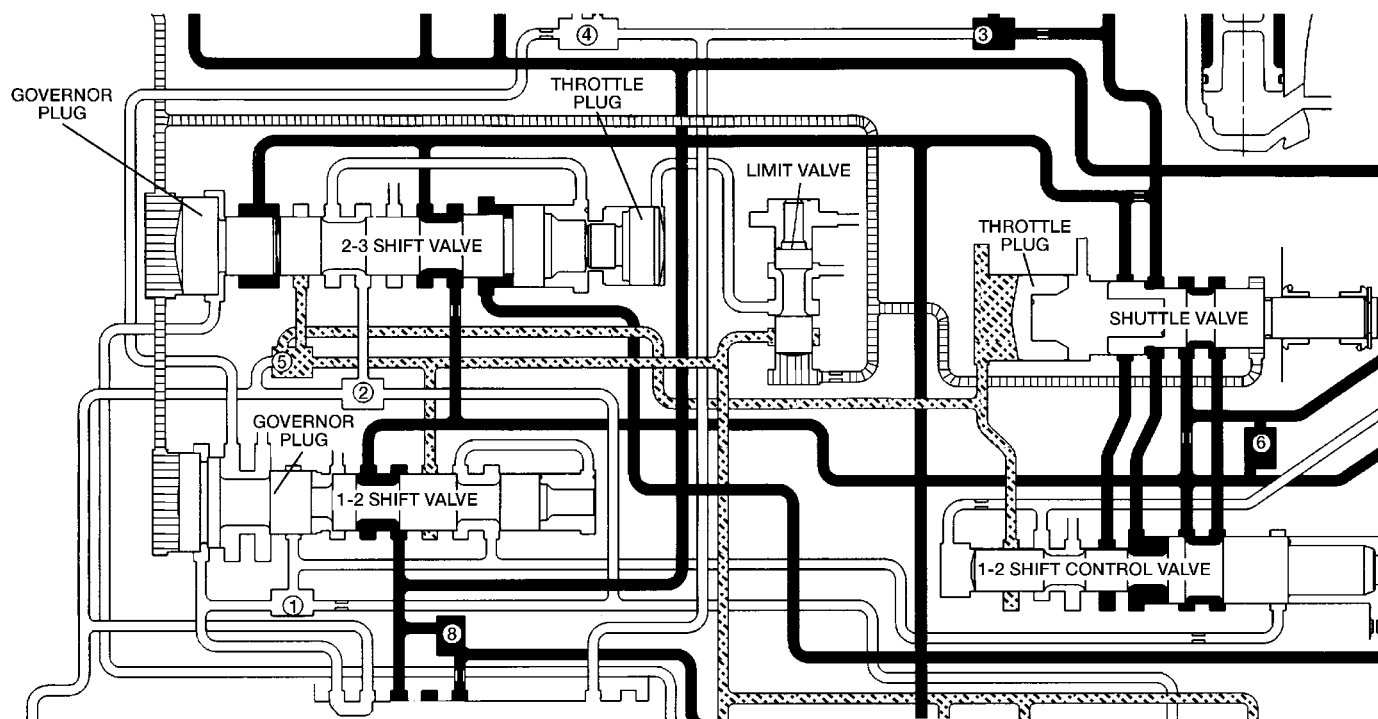 ④
③
GOVERNOR
PLUG
THROTTLE
PLUG
LIMIT VALVE
THROTTLE
PLUG
2-3 SHIFT VALVE
SHUTTLE VALVE
⑤
②
GOVERNOR
PLUG
⑥
1-2 SHIFT VALVE
1-2 SHIFT CONTROL VALVE
①
⑧